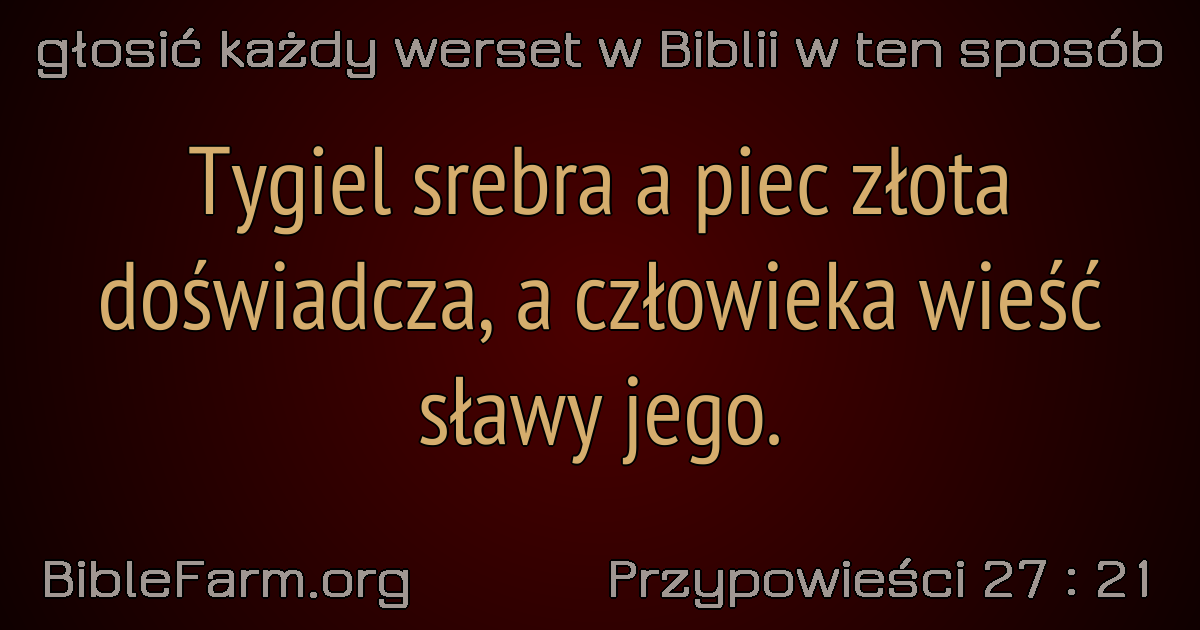 głosić każdy werset w Biblii w ten sposób
Tygiel srebra a piec złota
doświadcza, a człowieka wieść
sławy jego.
BibleFarm.org
Przypowieści 27 : 21